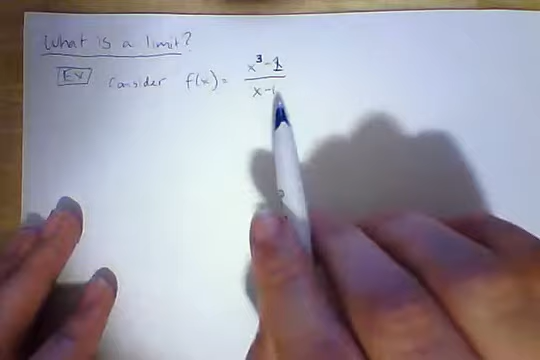 What is a limit?
Ex Consider f(x) = x³-1
x-1